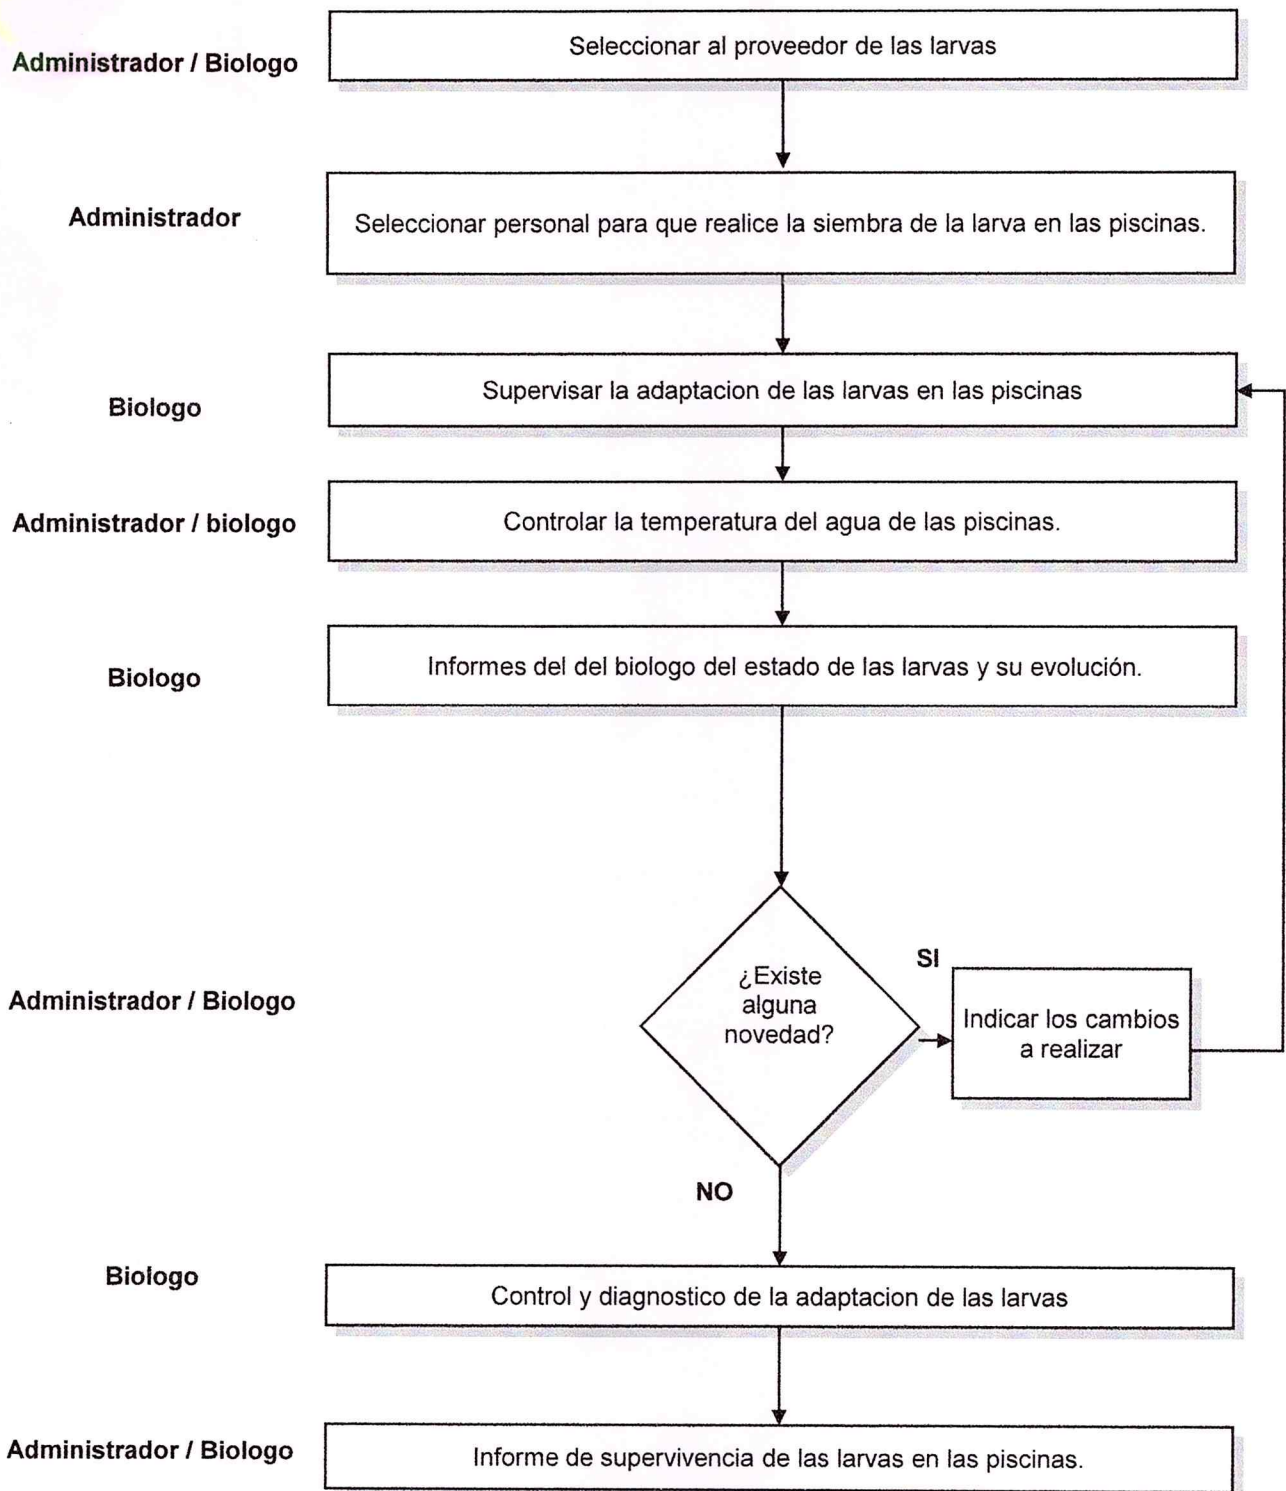 Administrador / Biologo
Seleccionar al proveedor de las larvas
Administrador
Seleccionar personal para que realice la siembra de la larva en las piscinas.
Biologo
Supervisar la adaptacion de las larvas en las piscinas
Administrador / biologo
Controlar la temperatura del agua de las piscinas.
Biologo
Informes del del biologo del estado de las larvas y su evolución.
Administrador / Biologo
¿Existe
alguna
novedad?
SI
Indicar los cambios
a realizar
NO
Biologo
Control y diagnostico de la adaptacion de las larvas
Administrador / Biologo
Informe de supervivencia de las larvas en las piscinas.